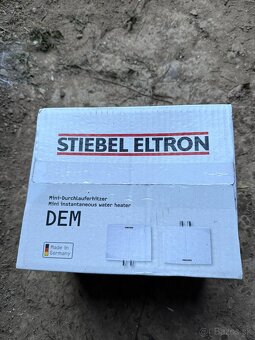 STIEBEL ELTRON
Mini-Durchlauferhitzer
Mini instantaneous water heater
DEM
Made in
Germany